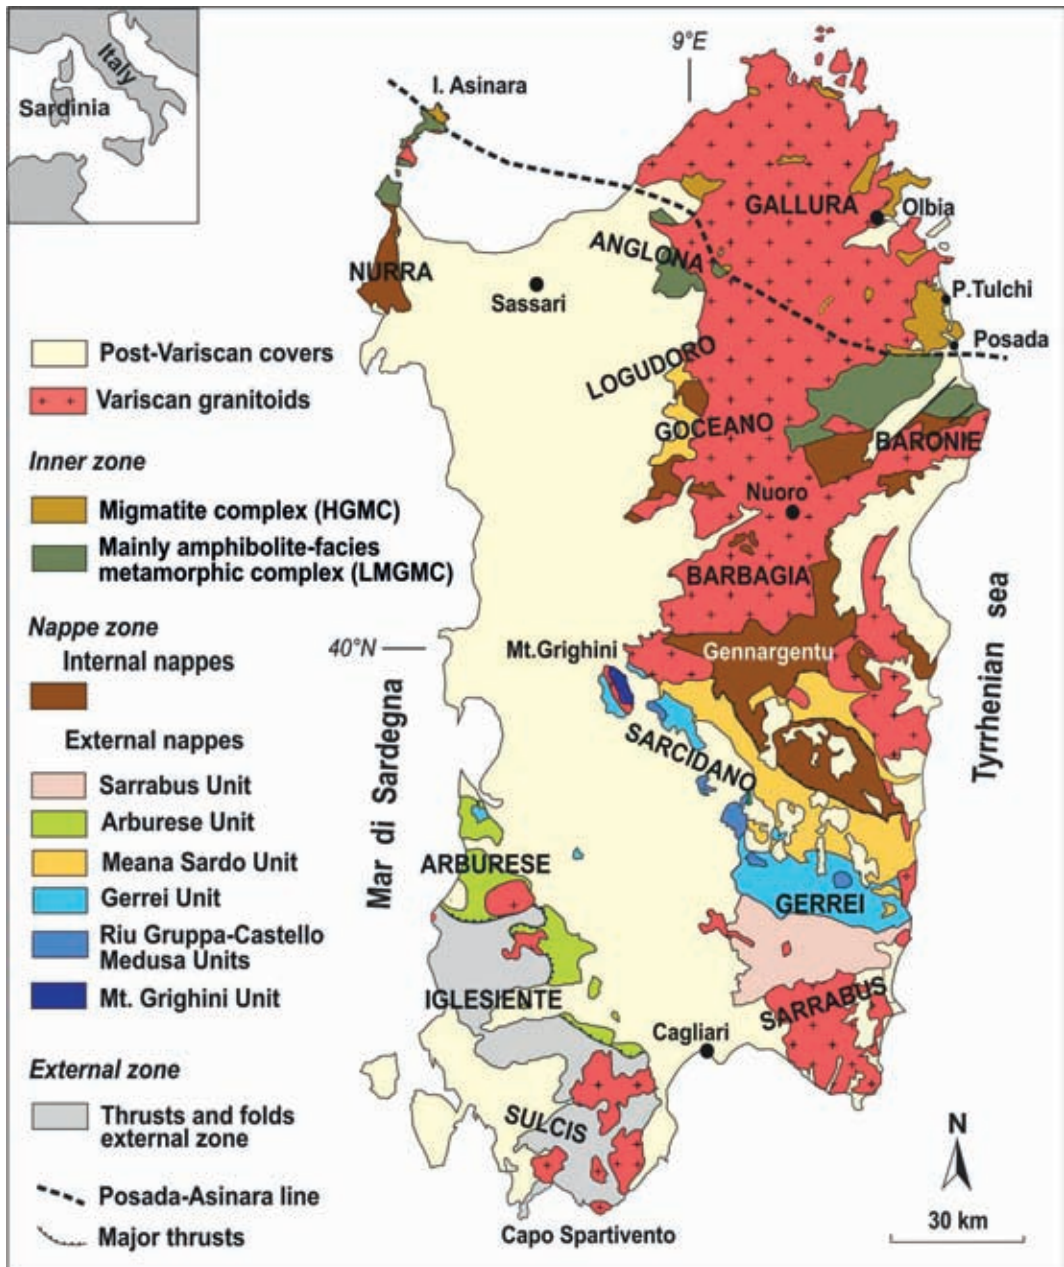 Italy
Sardinia
9°E
I. Asinara
GALLURA
Olbia
ANGLONA
NURRA
Sassari
P.Tulchi
Posada
LOGUDORO
GOCEANO
BARONIE
Nuoro
BARBAGIA
Gennargentu
40°N
Mt.Grighini
SARCIDANO
Mar di Sardegna
Tyrrhenian sea
ARBURESE
GERREI
IGLESIENTE
SARRABUS
Cagliari
SULCIS
Capo Spartivento
N
30 km
Post-Variscan covers
Variscan granitoids
Inner zone
Migmatite complex (HGMC)
Mainly amphibolite-facies
metamorphic complex (LMGMC)
Nappe zone
Internal nappes
External nappes
Sarrabus Unit
Arburese Unit
Meana Sardo Unit
Gerrei Unit
Riu Gruppa-Castello
Medusa Units
Mt. Grighini Unit
External zone
Thrusts and folds
external zone
Posada-Asinara line
Major thrusts